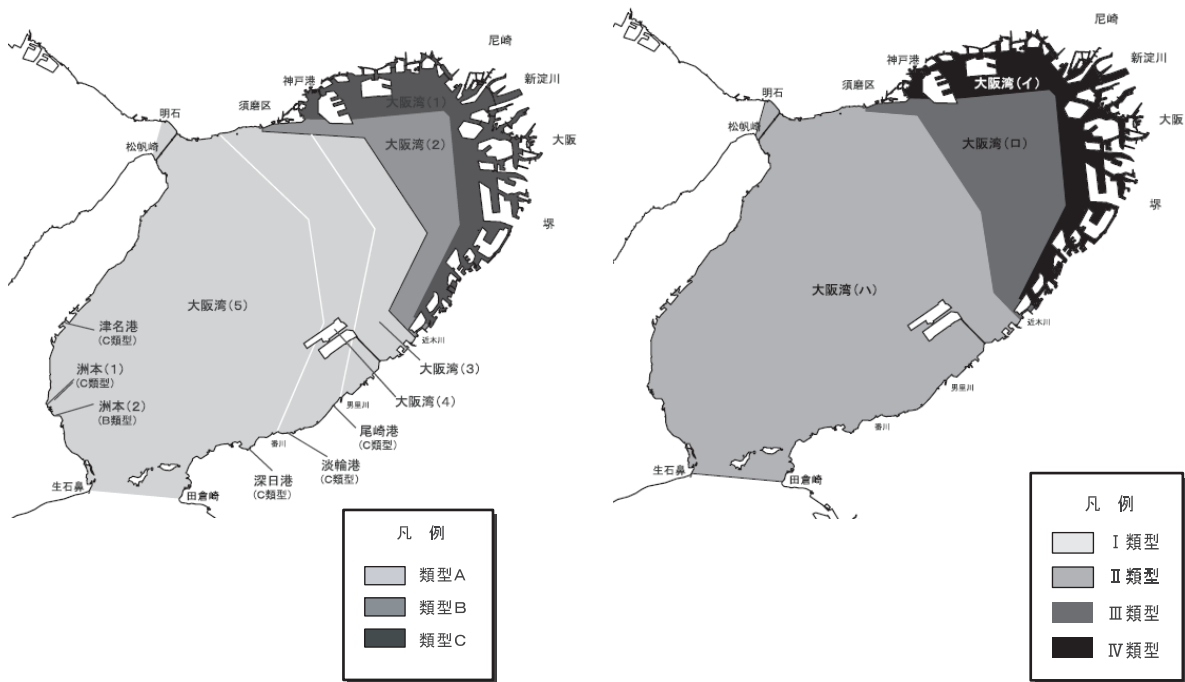 尼崎
新淀川
神戸港
大阪湾(1)
須磨区
明石
大阪
松帆崎
大阪湾(2)
堺
大阪湾(5)
津名港
(C類型)
近木川
洲本(1)
(C類型)
大阪湾(3)
洲本(2)
(B類型)
大阪湾(4)
男里川
尾崎港
(C類型)
番川
淡輪港
(C類型)
深日港
(C類型)
生石鼻
田倉崎
凡 例
類型A
類型B
類型C
尼崎
新淀川
神戸港
大阪湾(イ)
須磨区
明石
大阪
松帆崎
大阪湾(ロ)
堺
大阪湾(ハ)
近木川
男里川
番川
生石鼻
田倉崎
凡 例
Ⅰ類型
Ⅱ類型
Ⅲ類型
Ⅳ類型